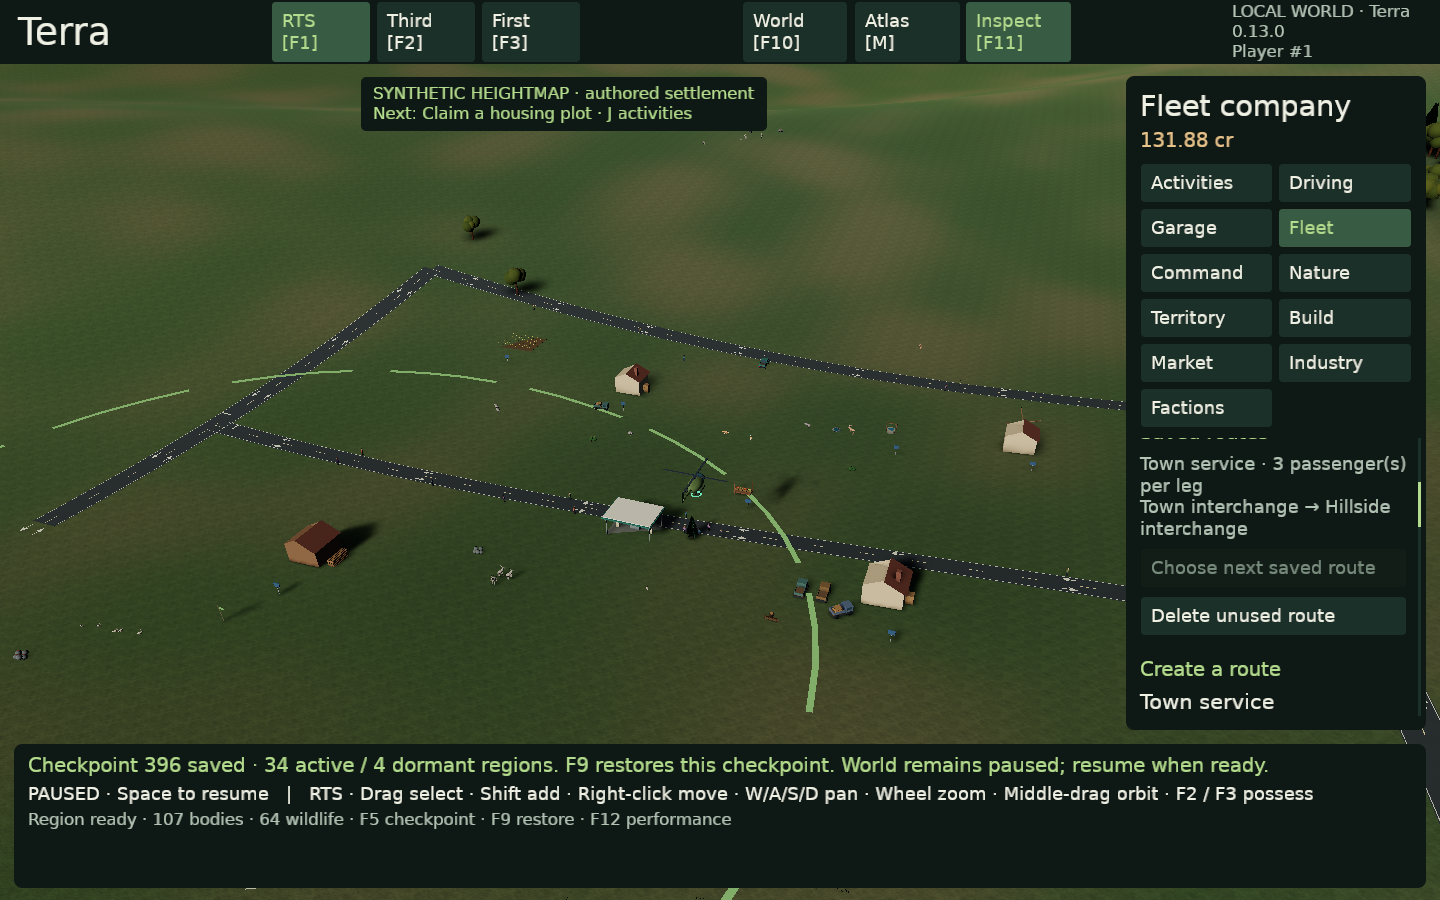 Terra
RTS
[F1]
Third
[F2]
First
[F3]
World
[F10]
Atlas
[M]
Inspect
[F11]
LOCAL WORLD · Terra
0.13.0
Player #1
SYNTHETIC HEIGHTMAP · authored settlement
Next: Claim a housing plot · J activities
Fleet company
131.88 cr
Activities
Driving
Garage
Fleet
Command
Nature
Territory
Build
Market
Industry
Factions
Town service · 3 passenger(s)
per leg
Town interchange → Hillside
interchange
Choose next saved route
Delete unused route
Create a route
Town service
Checkpoint 396 saved · 34 active / 4 dormant regions. F9 restores this checkpoint. World remains paused; resume when ready.
PAUSED · Space to resume | RTS · Drag select · Shift add · Right-click move · W/A/S/D pan · Wheel zoom · Middle-drag orbit · F2 / F3 possess
Region ready · 107 bodies · 64 wildlife · F5 checkpoint · F9 restore · F12 performance